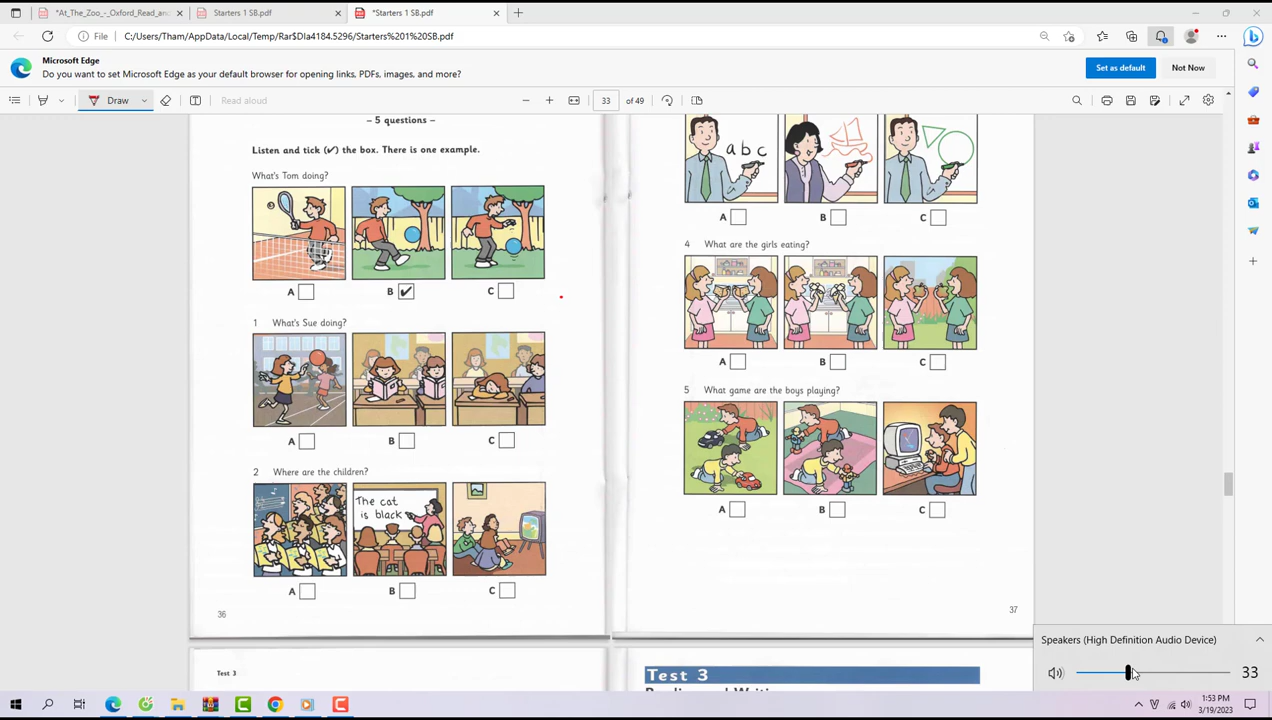 *At_The_Zoo_-_Oxford_Read_an
Starters 1 SB.pdf
*Starters 1 SB.pdf
File
C:/Users/Tham/AppData/Local/Temp/Rar$DIa4184.5296/Starters%201%20SB.pdf
Microsoft Edge
Do you want to set Microsoft Edge as your default browser for opening links, PDFs, images, and more?
Set as default
Not Now
Draw
Read aloud
33
of 49
– 5 questions –
Listen and tick (✔) the box. There is one example.
What's Tom doing?
A
B ✔
C
1 What's Sue doing?
A
B
C
2 Where are the children?
The cat
is black
A
B
C
36
a b c
A
B
C
4 What are the girls eating?
A
B
C
5 What game are the boys playing?
A
B
C
37
Test 3
Test 3
Speakers (High Definition Audio Device)
33
1:53 PM
3/19/2023